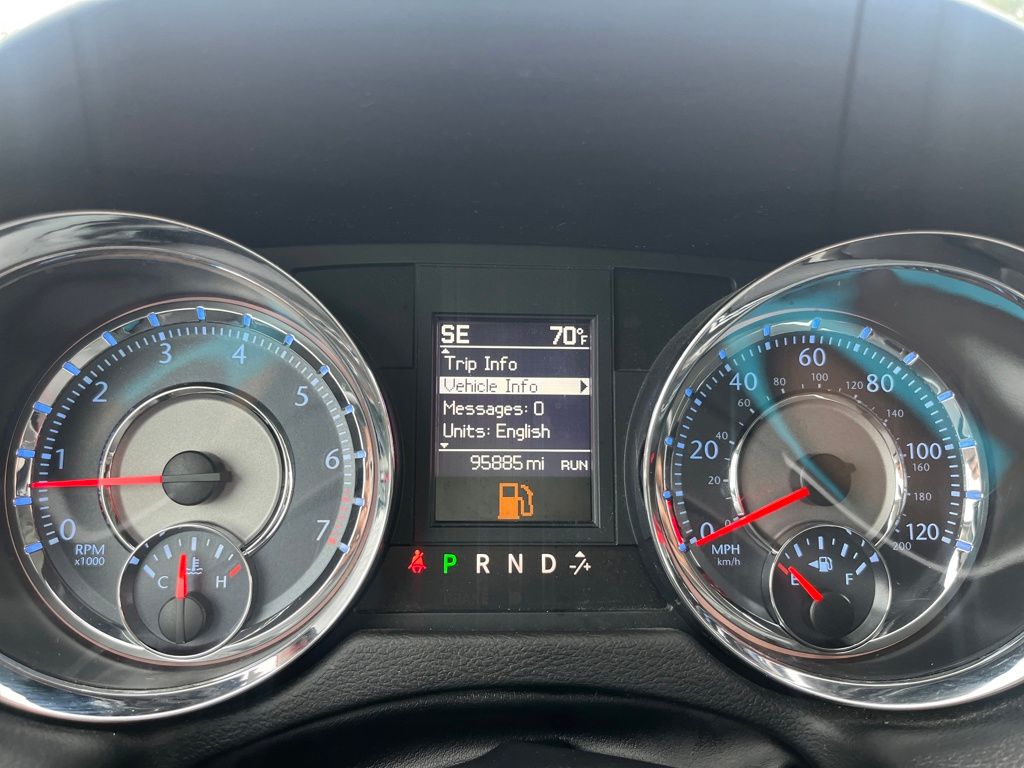 0
1
2
3
4
5
6
7
RPM
x1000
C H
SE 70°F
Trip Info
Vehicle Info
Messages: 0
Units: English
95885 mi RUN
P R N D -/+
0
20
40
60
80
100
120
MPH
km/h
20
40
60
80
100
120
140
160
180
200
E F